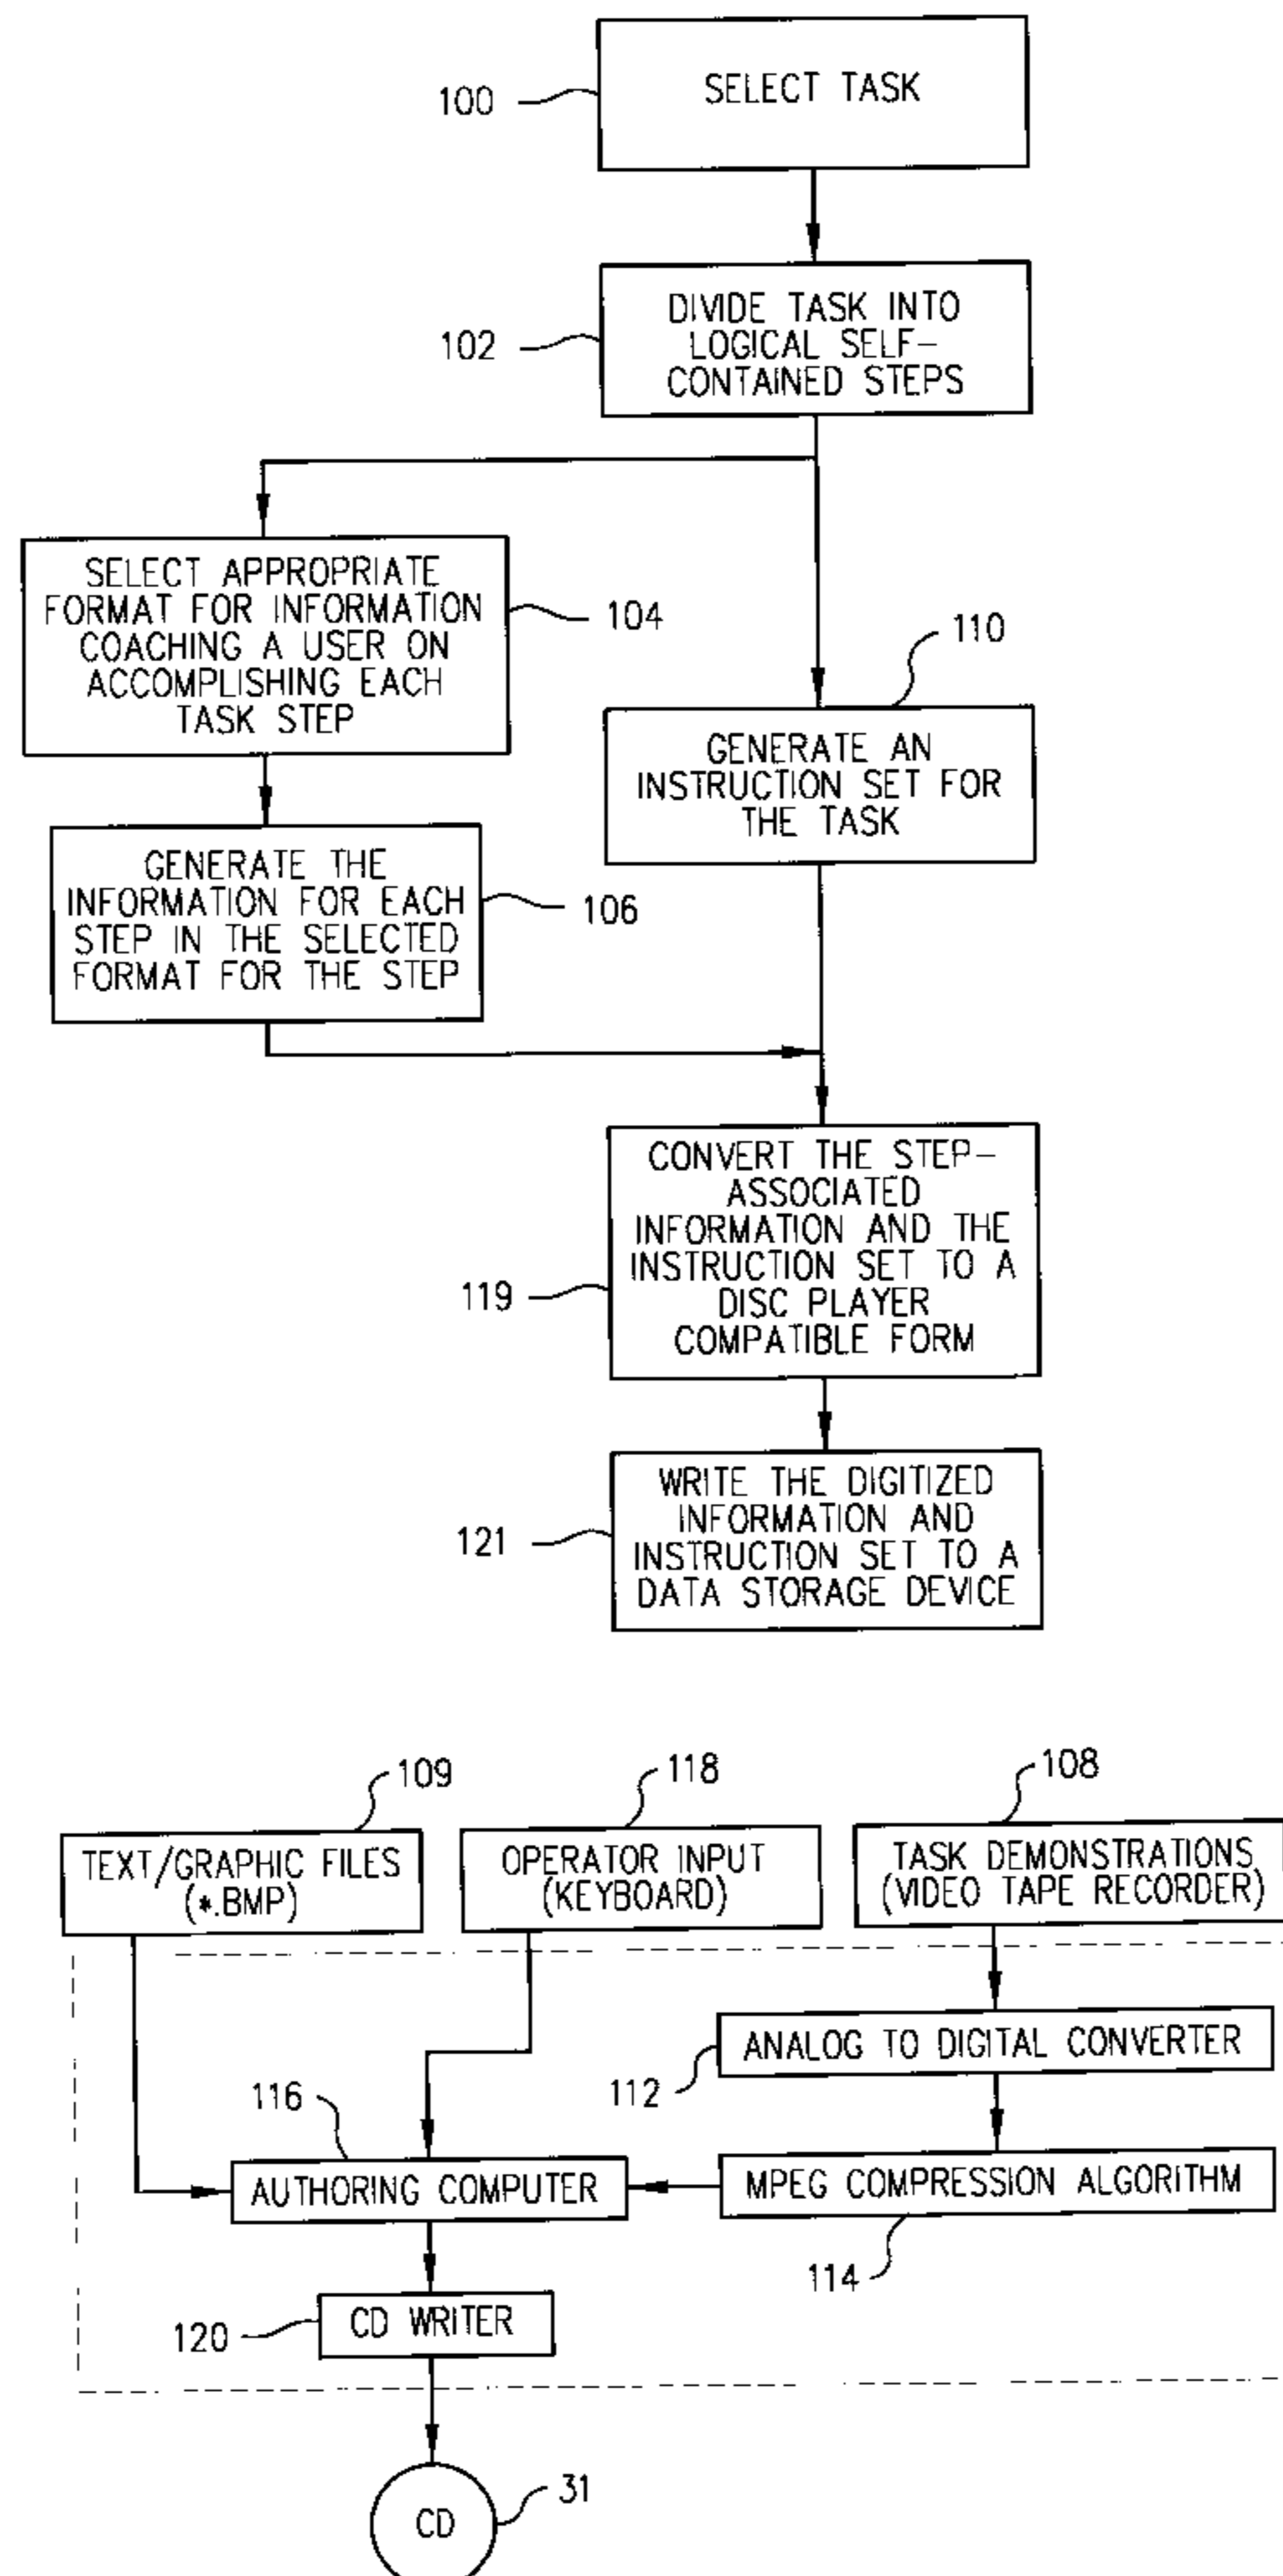 100
SELECT TASK
102
DIVIDE TASK INTO
LOGICAL SELF-
CONTAINED STEPS
SELECT APPROPRIATE
FORMAT FOR INFORMATION
COACHING A USER ON
ACCOMPLISHING EACH
TASK STEP
104
110
GENERATE AN
INSTRUCTION SET FOR
THE TASK
GENERATE THE
INFORMATION FOR EACH
STEP IN THE SELECTED
FORMAT FOR THE STEP
106
CONVERT THE STEP-
ASSOCIATED
INFORMATION AND THE
INSTRUCTION SET TO A
DISC PLAYER
COMPATIBLE FORM
119
WRITE THE DIGITIZED
INFORMATION AND
INSTRUCTION SET TO A
DATA STORAGE DEVICE
121
109
118
108
TEXT/GRAPHIC FILES
(*.BMP)
OPERATOR INPUT
(KEYBOARD)
TASK DEMONSTRATIONS
(VIDEO TAPE RECORDER)
ANALOG TO DIGITAL CONVERTER
112
116
AUTHORING COMPUTER
MPEG COMPRESSION ALGORITHM
114
120
CD WRITER
31
CD